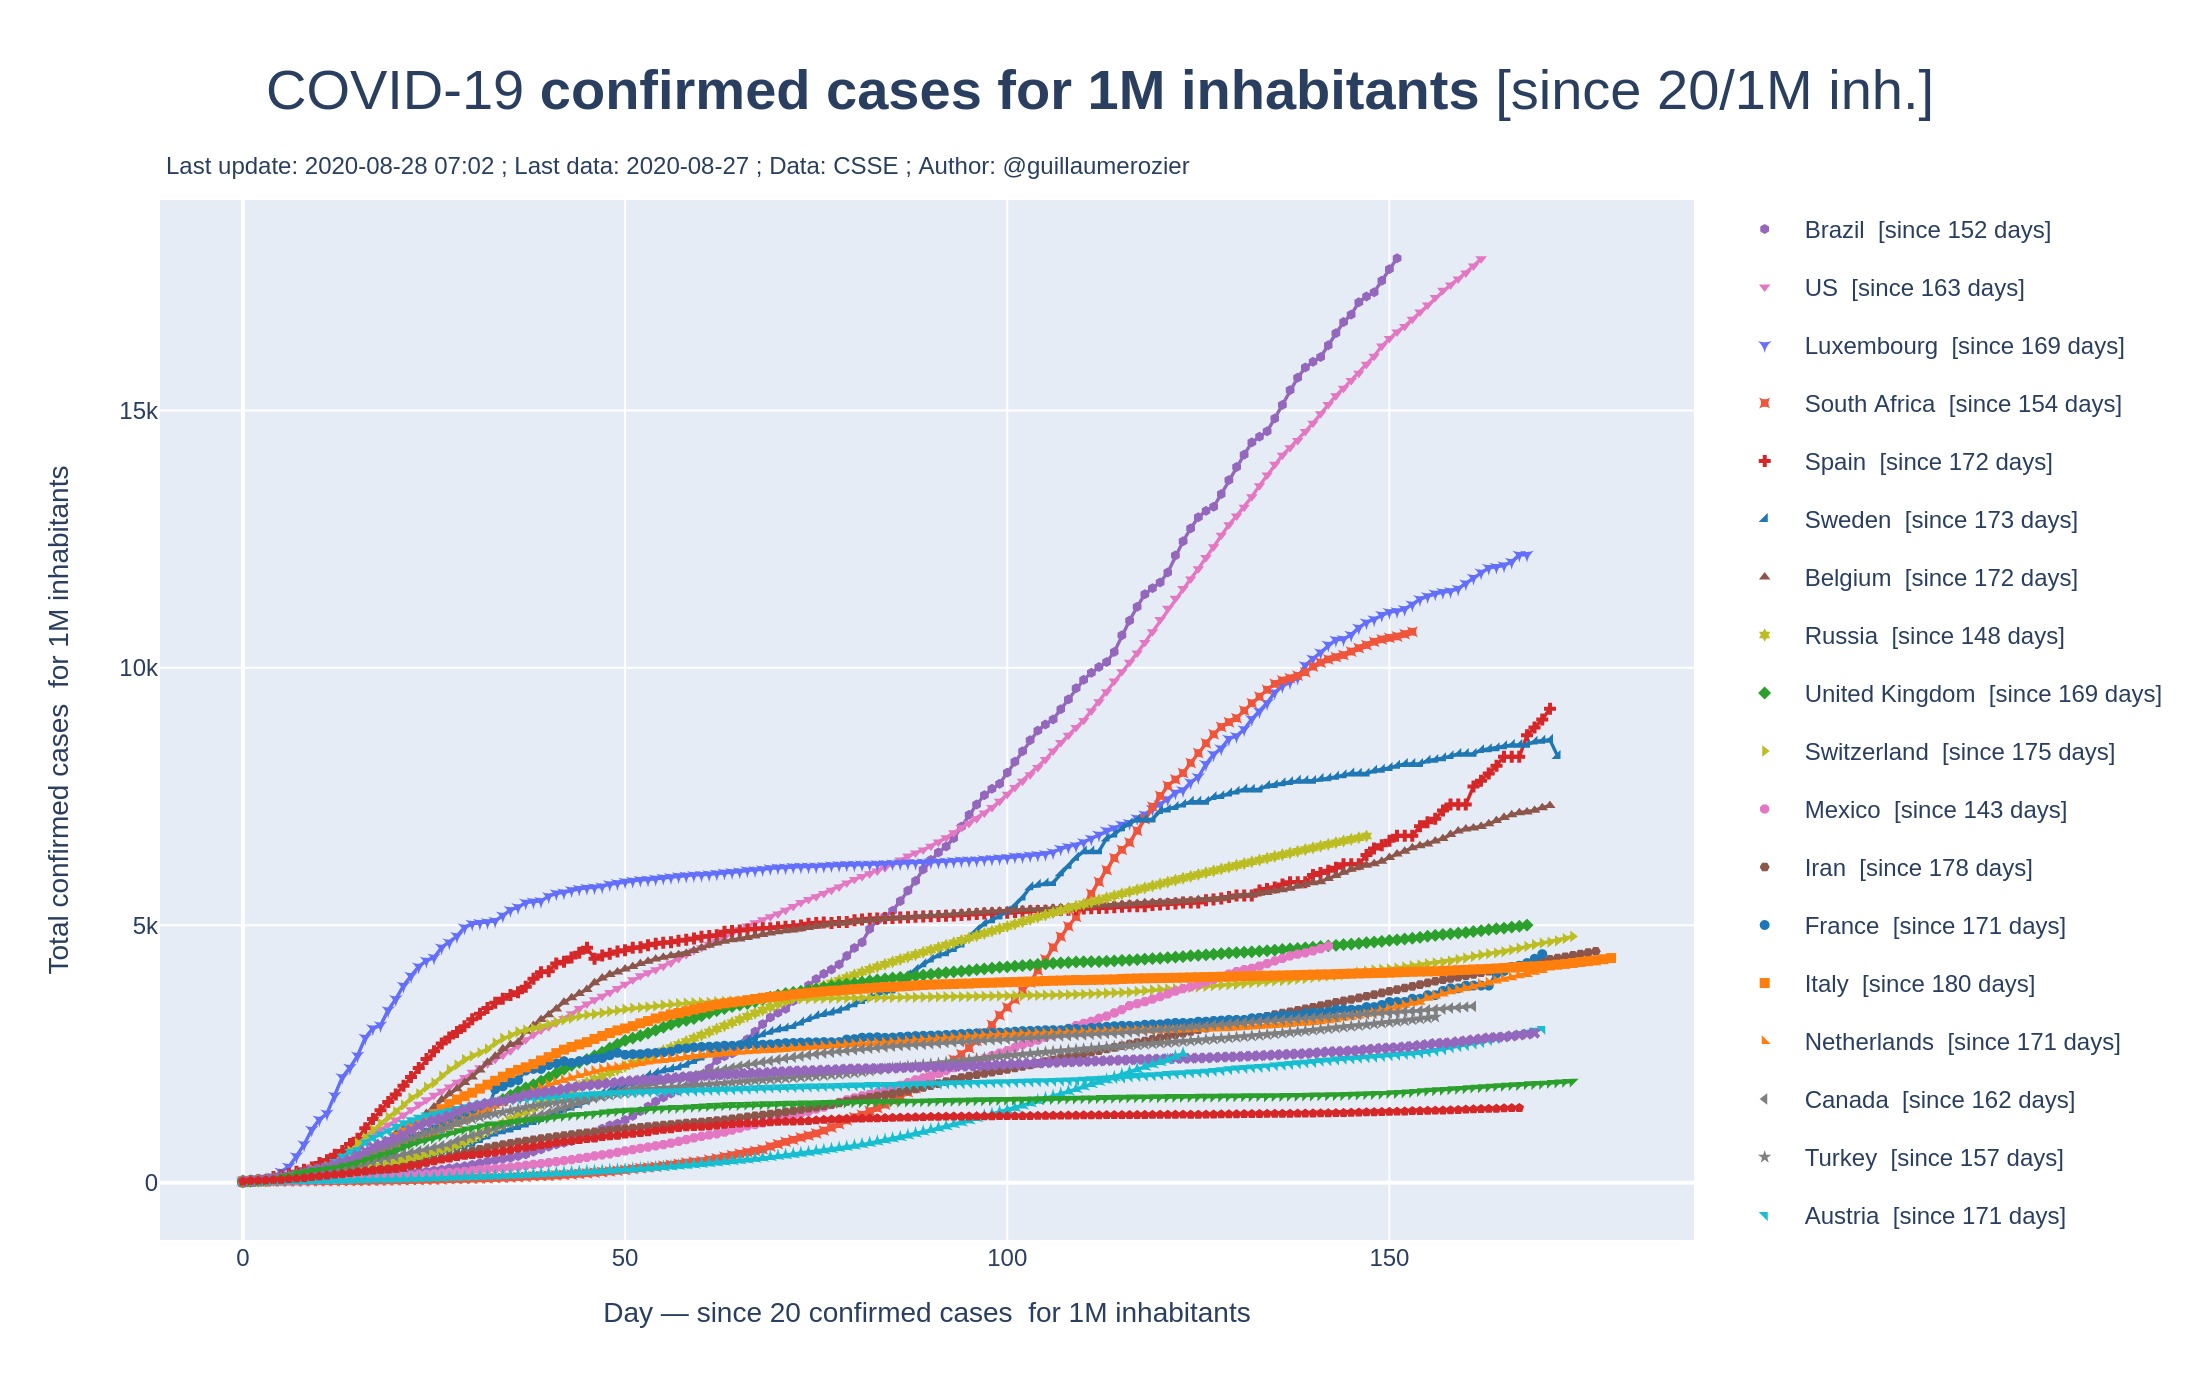 COVID-19 confirmed cases for 1M inhabitants [since 20/1M inh.]
Last update: 2020-08-28 07:02 ; Last data: 2020-08-27 ; Data: CSSE ; Author: @guillaumerozier
Total confirmed cases for 1M inhabitants
15k
10k
5k
0
0 50 100 150
Day — since 20 confirmed cases for 1M inhabitants
Brazil [since 152 days]
US [since 163 days]
Luxembourg [since 169 days]
South Africa [since 154 days]
Spain [since 172 days]
Sweden [since 173 days]
Belgium [since 172 days]
Russia [since 148 days]
United Kingdom [since 169 days]
Switzerland [since 175 days]
Mexico [since 143 days]
Iran [since 178 days]
France [since 171 days]
Italy [since 180 days]
Netherlands [since 171 days]
Canada [since 162 days]
Turkey [since 157 days]
Austria [since 171 days]